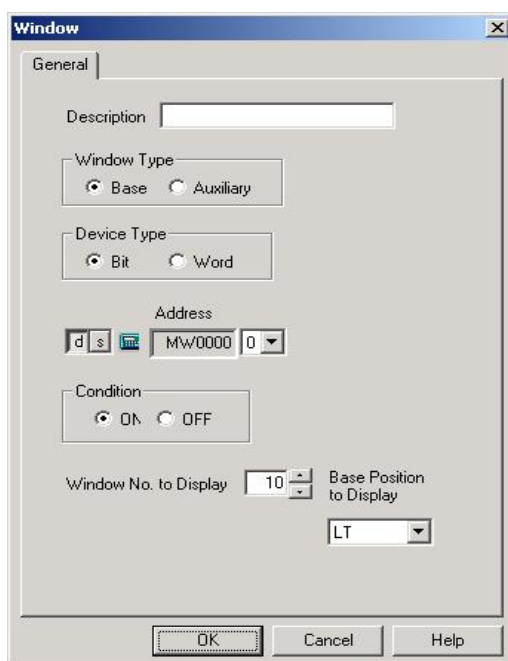 Window
General
Description
Window Type
Base Auxiliary
Device Type
Bit Word
Address
d s MW0000 0
Condition
ON OFF
Window No. to Display 10 Base Position
to Display
LT
OK Cancel Help